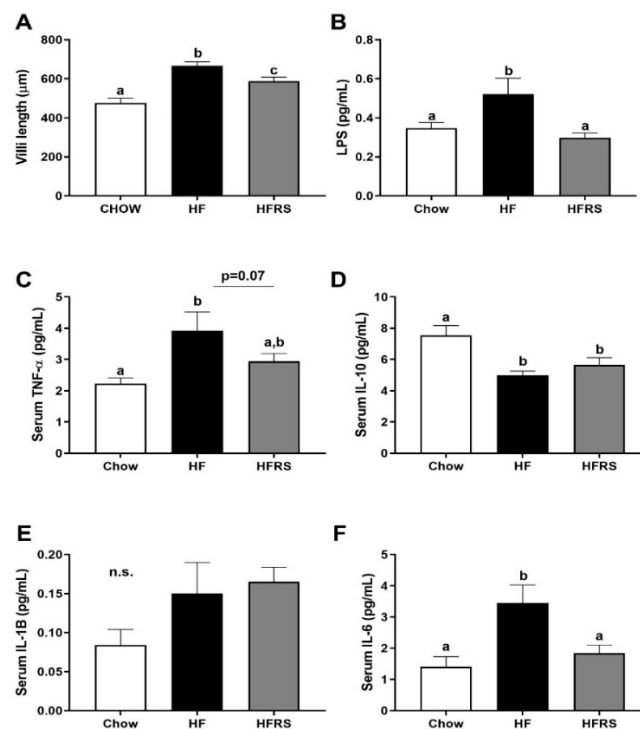 A
Villi length (μm)
800
600
400
200
0
a
b
c
CHOW
HF
HFRS
B
LPS (pg/mL)
0.8
0.6
0.4
0.2
0.0
a
b
a
Chow
HF
HFRS
C
p=0.07
Serum TNF-α (pg/mL)
5
4
3
2
1
0
a
b
a,b
Chow
HF
HFRS
D
Serum IL-10 (pg/mL)
10
8
6
4
2
0
a
b
b
Chow
HF
HFRS
E
Serum IL-1B (pg/mL)
0.20
0.15
0.10
0.05
0.00
n.s.
Chow
HF
HFRS
F
Serum IL-6 (pg/mL)
5
4
3
2
1
0
a
b
a
Chow
HF
HFRS